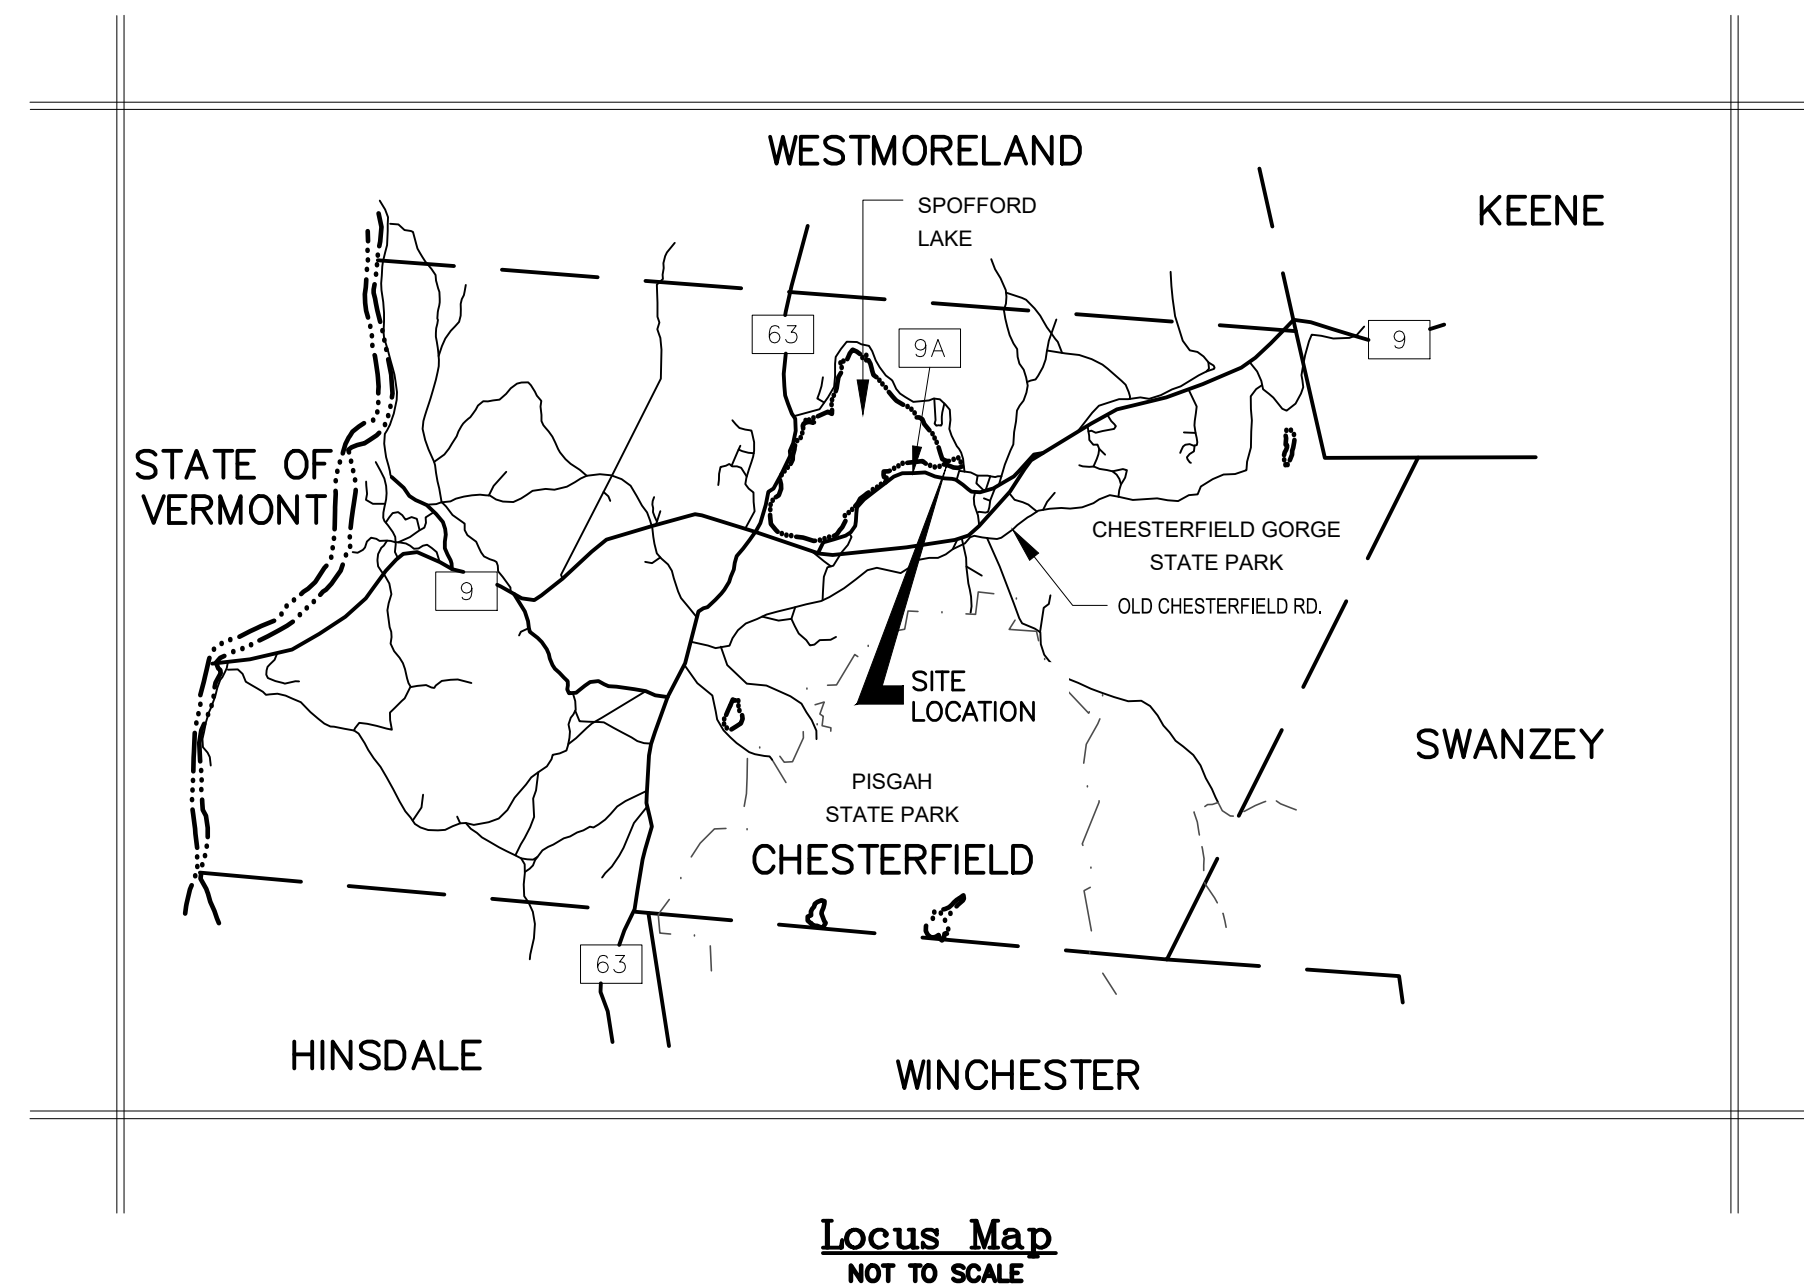 WESTMORELAND
KEENE
SPOFFORD
LAKE
63
9A
9
STATE OF
VERMONT
CHESTERFIELD GORGE
STATE PARK
9
OLD CHESTERFIELD RD.
SITE
LOCATION
SWANZEY
PISGAH
STATE PARK
CHESTERFIELD
63
HINSDALE
WINCHESTER
Locus Map
NOT TO SCALE